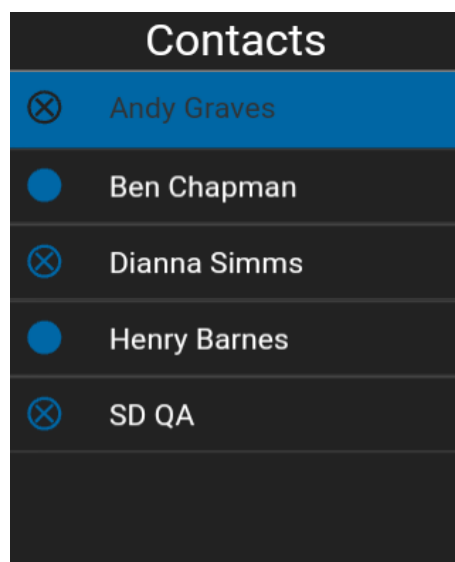 Contacts
Andy Graves
Ben Chapman
Dianna Simms
Henry Barnes
SD QA